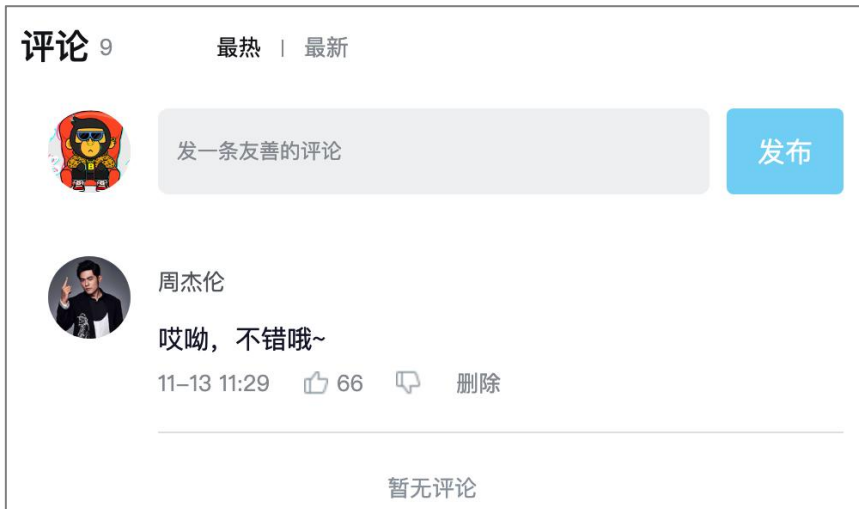 评论 9 最热 | 最新
发一条友善的评论 发布
周杰伦
哎呦，不错哦~
11-13 11:29 66 删除
暂无评论